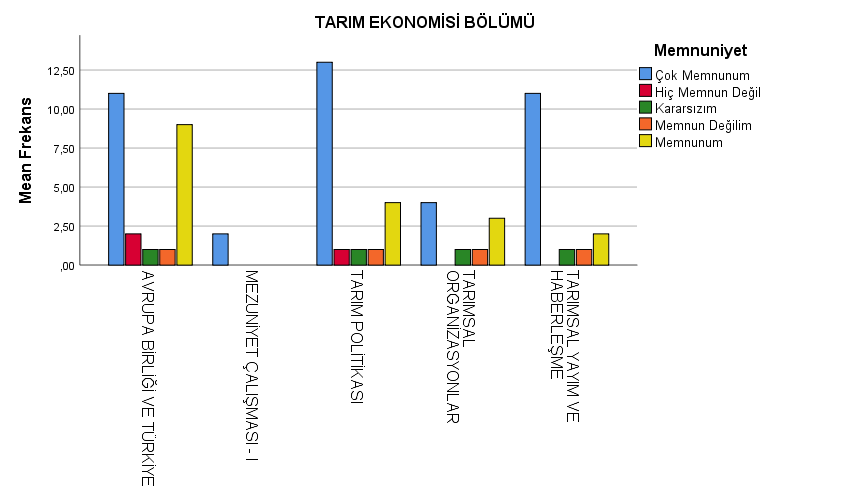 TARIM EKONOMİSİ BÖLÜMÜ
Mean Frekans
12,50
10,00
7,50
5,00
2,50
,00
AVRUPA BİRLİĞİ VE TÜRKİYE
MEZUNİYET ÇALIŞMASI - I
TARIM POLİTİKASI
TARIMSAL
ORGANİZASYONLAR
TARIMSAL YAYIM VE
HABERLEŞME
Memnuniyet
Çok Memnunum
Hiç Memnun Değil
Kararsızım
Memnun Değilim
Memnunum